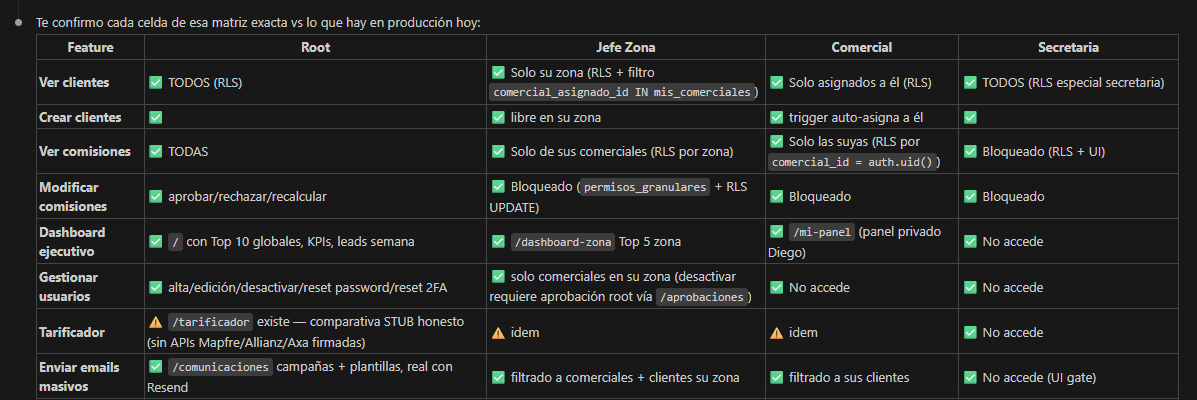 Te confirmo cada celda de esa matriz exacta vs lo que hay en producción hoy:
Feature Root Jefe Zona Comercial Secretaria
Ver clientes ✅ TODOS (RLS) ✅ Solo su zona (RLS + filtro comercial_asignado_id IN mis_comerciales) ✅ Solo asignados a él (RLS) ✅ TODOS (RLS especial secretaria)
Crear clientes ✅ ✅ libre en su zona ✅ trigger auto-asigna a él ✅
Ver comisiones ✅ TODAS ✅ Solo de sus comerciales (RLS por zona) ✅ Solo las suyas (RLS por comercial_id = auth.uid()) ✅ Bloqueado (RLS + UI)
Modificar comisiones ✅ aprobar/rechazar/recalcular ✅ Bloqueado (permisos_granulares + RLS UPDATE) ✅ Bloqueado ✅ Bloqueado
Dashboard ejecutivo ✅ / con Top 10 globales, KPIs, leads semana ✅ /dashboard-zona Top 5 zona ✅ /mi-panel (panel privado Diego) ✅ No accede
Gestionar usuarios ✅ alta/edición/desactivar/reset password/reset 2FA ✅ solo comerciales en su zona (desactivar requiere aprobación root vía /aprobaciones) ✅ No accede ✅ No accede
Tarificador ⚠️ /tarificador existe — comparativa STUB honesto (sin APIs Mapfre/Allianz/Axa firmadas) ⚠️ idem ⚠️ idem ✅ No accede
Enviar emails masivos ✅ /comunicaciones campañas + plantillas, real con Resend ✅ filtrado a comerciales + clientes su zona ✅ filtrado a sus clientes ✅ No accede (UI gate)